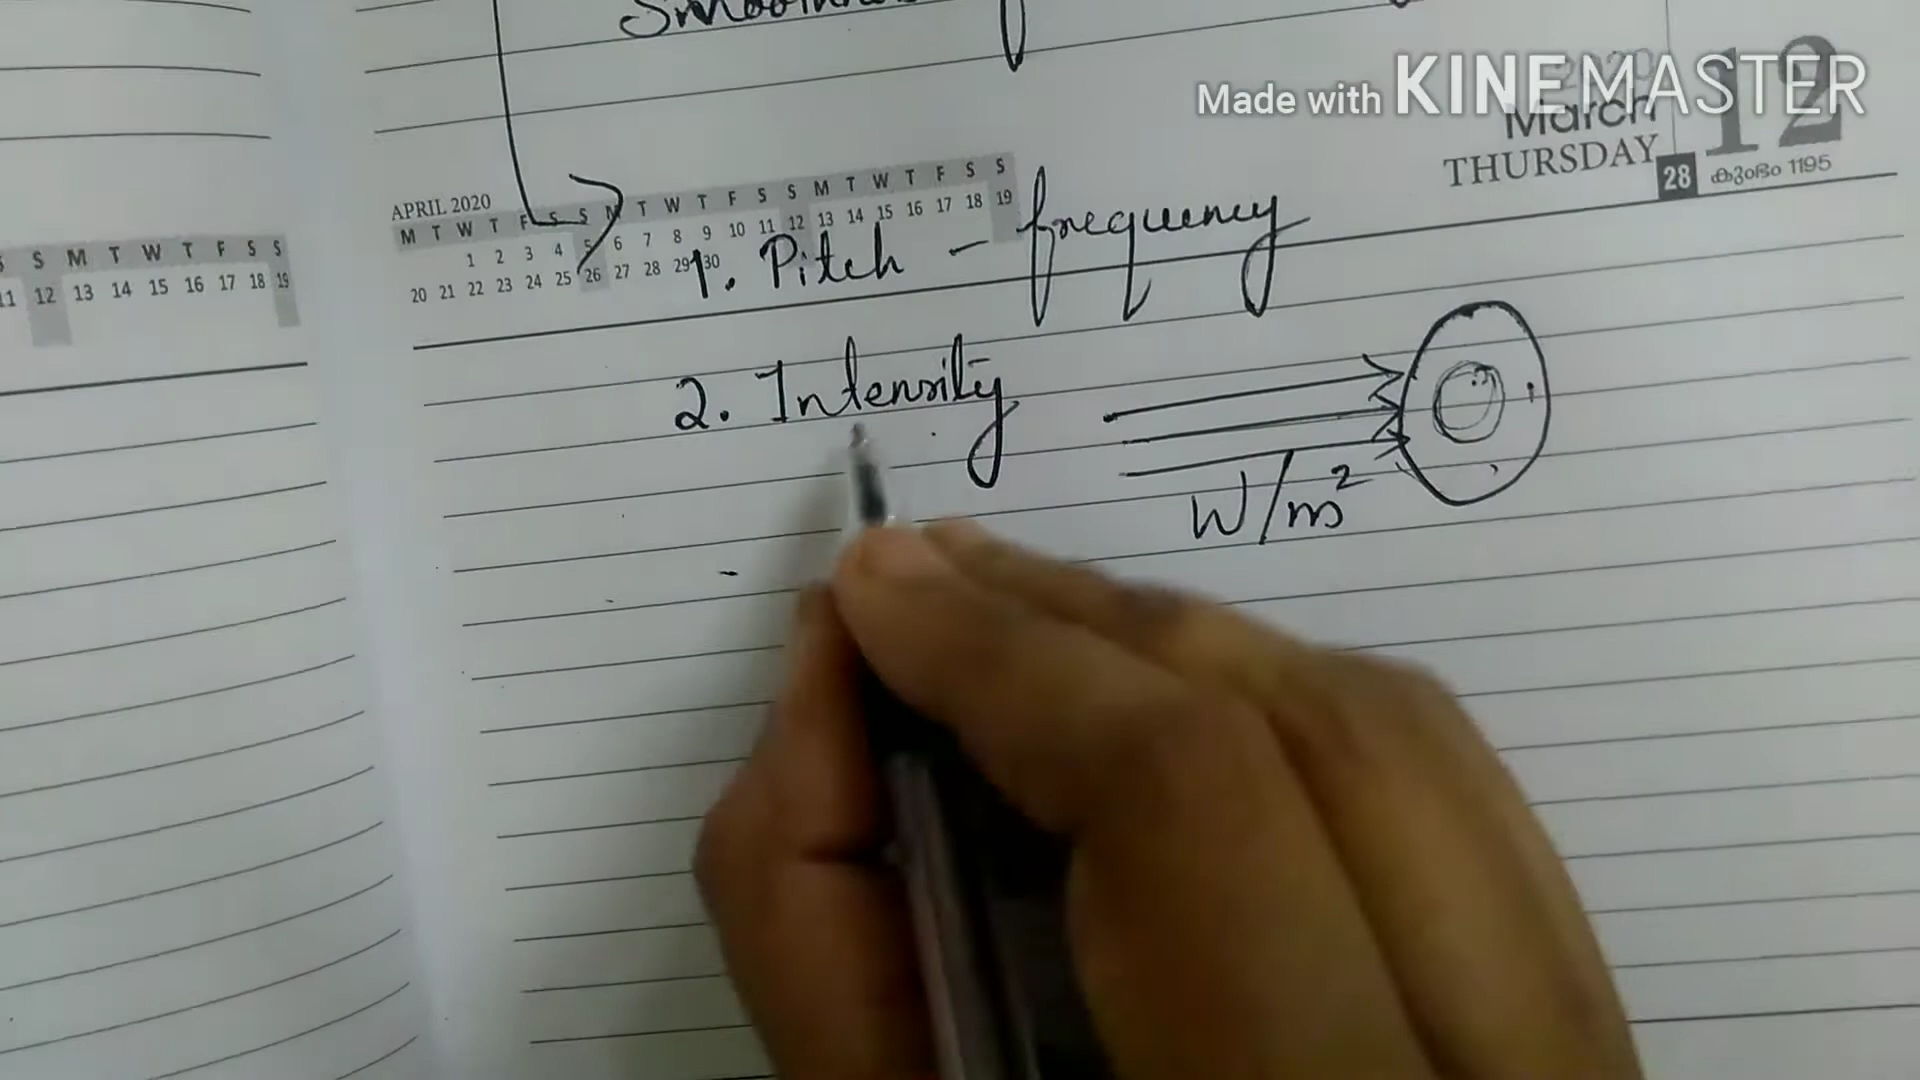 Made with KINEMASTER
2020
March 12
THURSDAY 28 കുംഭം 1195
APRIL 2020
M T W T F S S M T W T F S S M T W T F S S
1 2 3 4 5 6 7 8 9 10 11 12 13 14 15 16 17 18 19
20 21 22 23 24 25 26 27 28 29 30
S M T W T F S S
11 12 13 14 15 16 17 18 19
1. Pitch – frequency
2. Intensity
W/m²